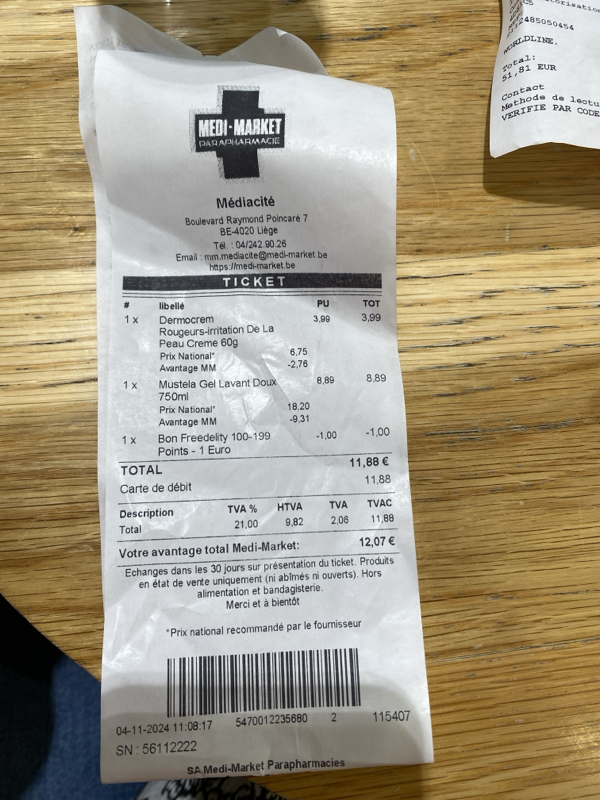 MEDI-MARKET
PARAPHARMACIE
Médiacité
Boulevard Raymond Poincaré 7
BE-4020 Liège
Tél. : 04/242.90.26
Email : mm.mediacite@medi-market.be
https://medi-market.be
TICKET
# libellé PU TOT
1 x Dermocrem 3,99 3,99
Rougeurs-irritation De La
Peau Creme 60g
Prix National* 6,75
Avantage MM -2,76
1 x Mustela Gel Lavant Doux 8,89 8,89
750ml
Prix National* 18,20
Avantage MM -9,31
1 x Bon Freedelity 100-199 -1,00 -1,00
Points - 1 Euro
TOTAL 11,88 €
Carte de débit 11,88
Description TVA % HTVA TVA TVAC
Total 21,00 9,82 2,06 11,88
Votre avantage total Medi-Market: 12,07 €
Echanges dans les 30 jours sur présentation du ticket. Produits
en état de vente uniquement (ni abîmés ni ouverts). Hors
alimentation et bandagisterie.
Merci et à bientôt
*Prix national recommandé par le fournisseur
04-11-2024 11:08:17 5470012235680 2 115407
SN : 56112222
SA Medi-Market Parapharmacies
2485050454
WORLDLINE.
Total:
51,81 EUR
Contact
Methode de lectu
VERIFIE PAR CODE